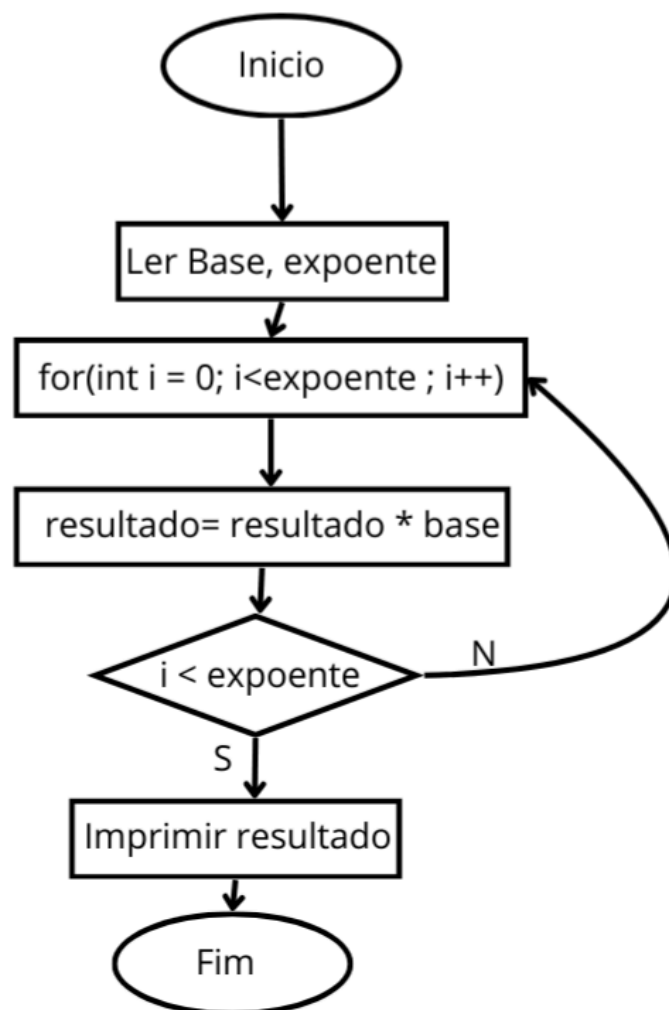 Inicio
Ler Base, expoente
for(int i = 0; i<expoente ; i++)
resultado= resultado * base
i < expoente
N
S
Imprimir resultado
Fim